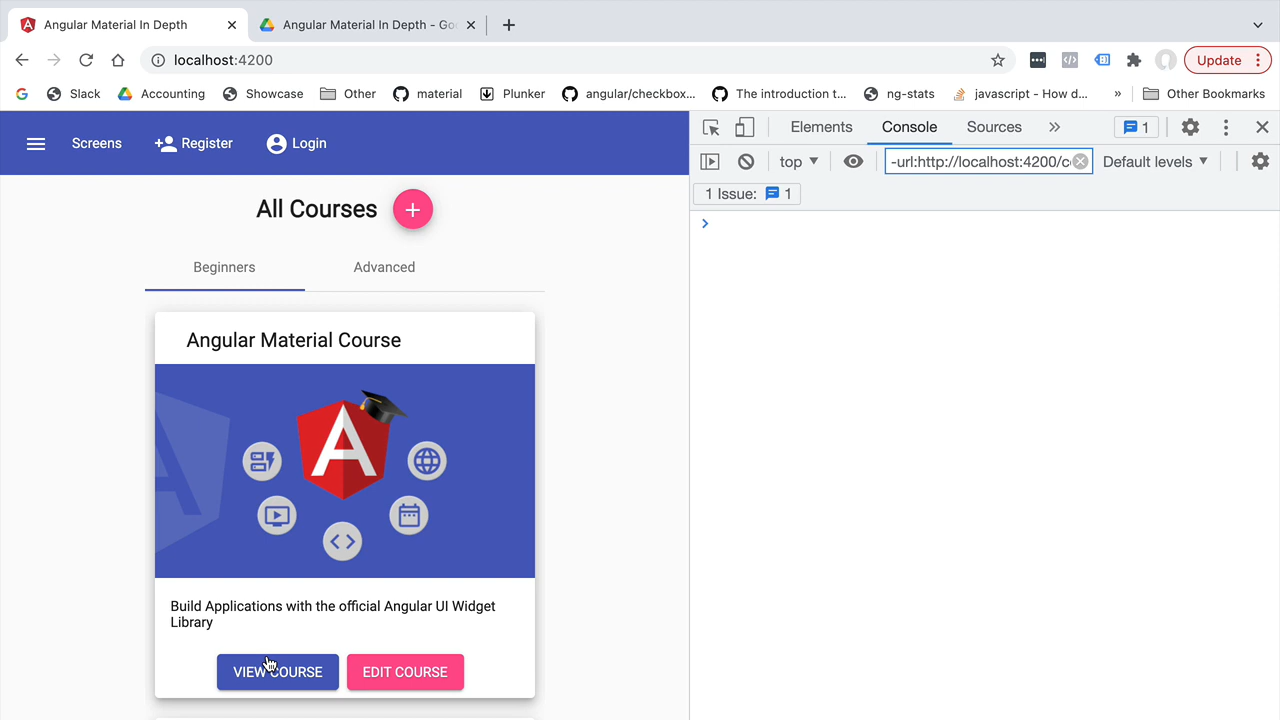 Angular Material In Depth
Angular Material In Depth - Goo
localhost:4200
Update
Slack
Accounting
Showcase
Other
material
Plunker
angular/checkbox...
The introduction t...
ng-stats
javascript - How d...
»
Other Bookmarks
Screens
Register
Login
Elements
Console
Sources
»
1
top
-url:http://localhost:4200/c
Default levels
1 Issue:
1
All Courses
+
Beginners
Advanced
Angular Material Course
Build Applications with the official Angular UI Widget
Library
VIEW COURSE
EDIT COURSE